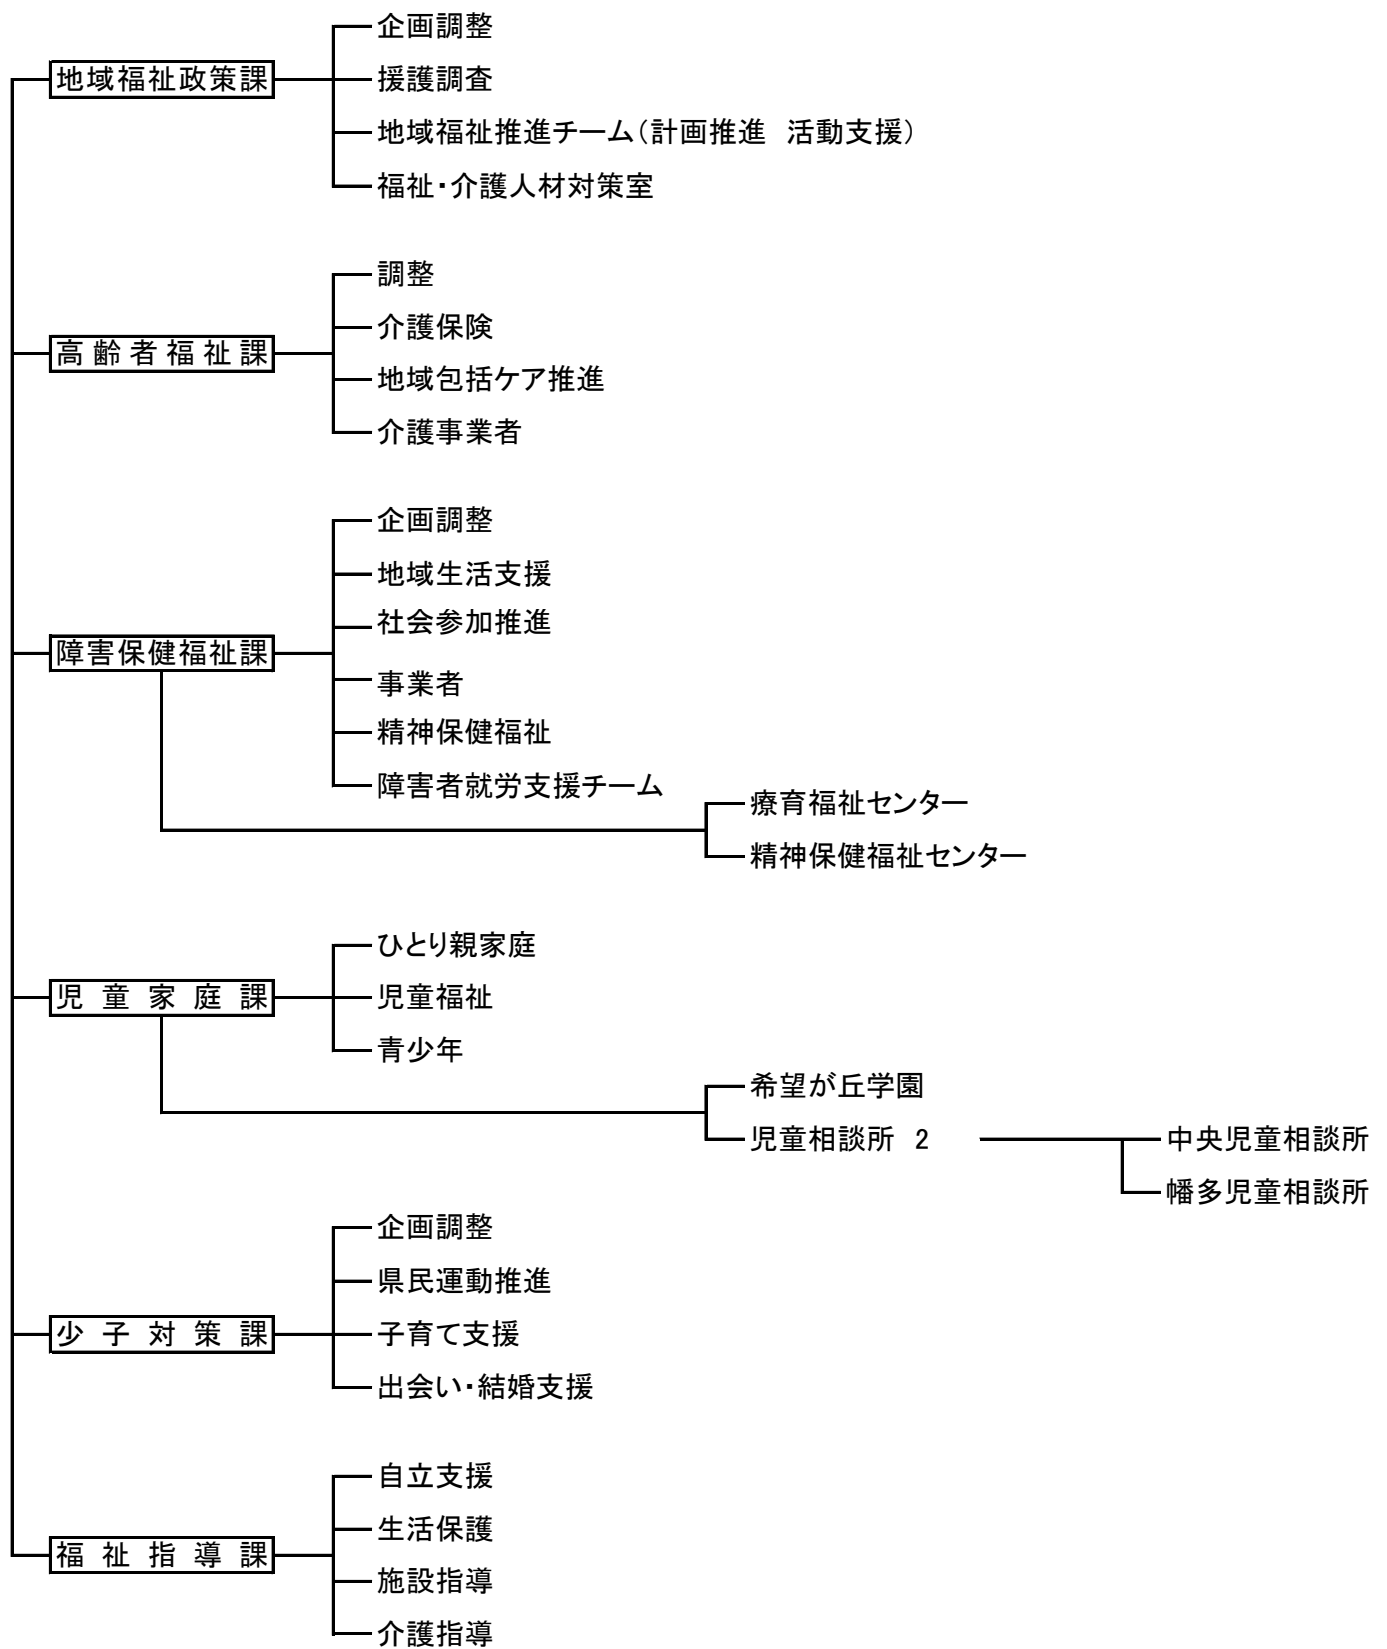 企画調整
地域福祉政策課
援護調査
地域福祉推進チーム（計画推進　活動支援）
福祉・介護人材対策室
調整
介護保険
高齢者福祉課
地域包括ケア推進
介護事業者
企画調整
地域生活支援
社会参加推進
障害保健福祉課
事業者
精神保健福祉
障害者就労支援チーム
療育福祉センター
精神保健福祉センター
ひとり親家庭
児童家庭課
児童福祉
青少年
希望が丘学園
児童相談所　2
中央児童相談所
幡多児童相談所
企画調整
県民運動推進
少子対策課
子育て支援
出会い・結婚支援
自立支援
生活保護
福祉指導課
施設指導
介護指導